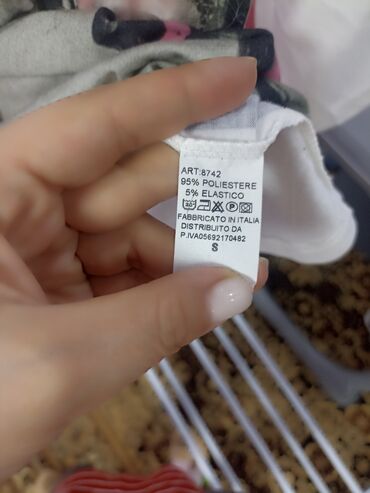 ART.8742
95% POLIESTERE
5% ELASTICO
FABBRICATO IN ITALIA
DISTRIBUITO DA
P.IVA05692170482
S